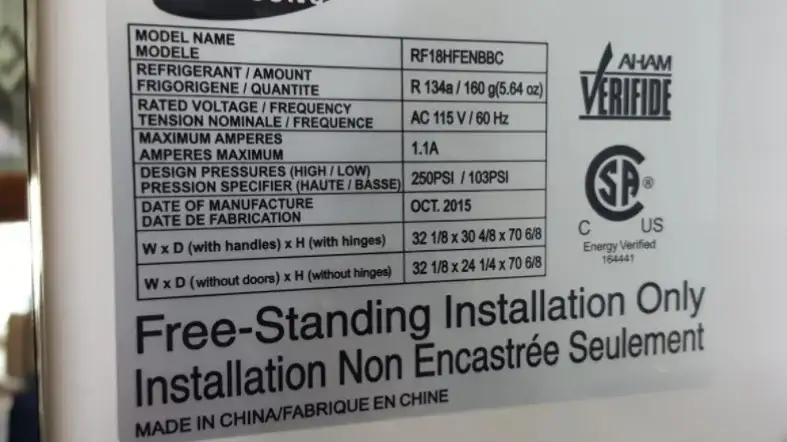 MODEL NAME
MODELE
RF18HFENBBC
REFRIGERANT / AMOUNT
FRIGORIGENE / QUANTITE
R 134a / 160 g(5.64 oz)
RATED VOLTAGE / FREQUENCY
TENSION NOMINALE / FREQUENCE
AC 115 V / 60 Hz
MAXIMUM AMPERES
AMPERES MAXIMUM
1.1A
DESIGN PRESSURES (HIGH / LOW)
PRESSION SPECIFIER (HAUTE / BASSE)
250PSI / 103PSI
DATE OF MANUFACTURE
DATE DE FABRICATION
OCT. 2015
W x D (with handles) x H (with hinges)
32 1/8 x 30 4/8 x 70 6/8
W x D (without doors) x H (without hinges)
32 1/8 x 24 1/4 x 70 6/8
AHAM
VERIFIDE
CSA®
C US
Energy Verified
164441
Free-Standing Installation Only
Installation Non Encastrée Seulement
MADE IN CHINA/FABRIQUE EN CHINE